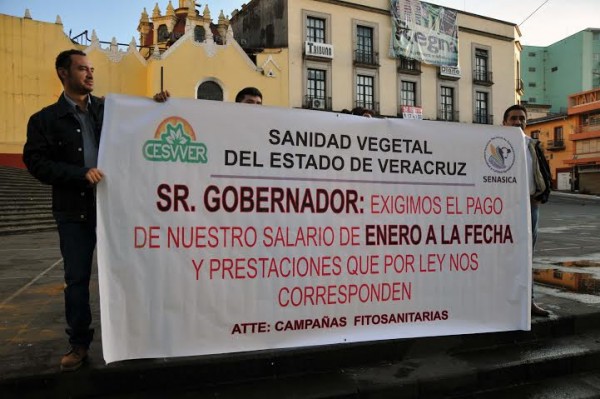 Tribuna
CESVVER
SANIDAD VEGETAL
DEL ESTADO DE VERACRUZ
SENASICA
SR. GOBERNADOR: EXIGIMOS EL PAGO
DE NUESTRO SALARIO DE ENERO A LA FECHA
Y PRESTACIONES QUE POR LEY NOS
CORRESPONDEN
ATTE: CAMPAÑAS FITOSANITARIAS